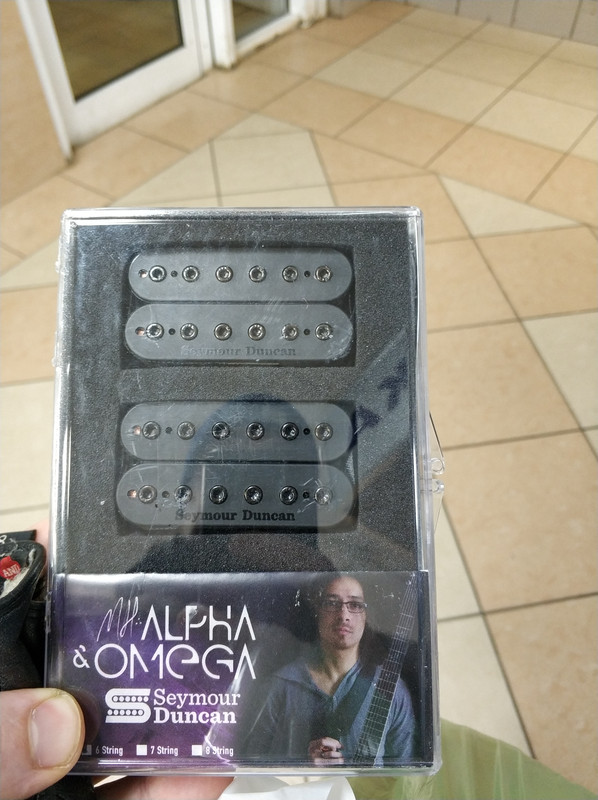 Seymour Duncan
Seymour Duncan
ALPHA
& OMEGA
Seymour
Duncan
6 String
7 String
8 String